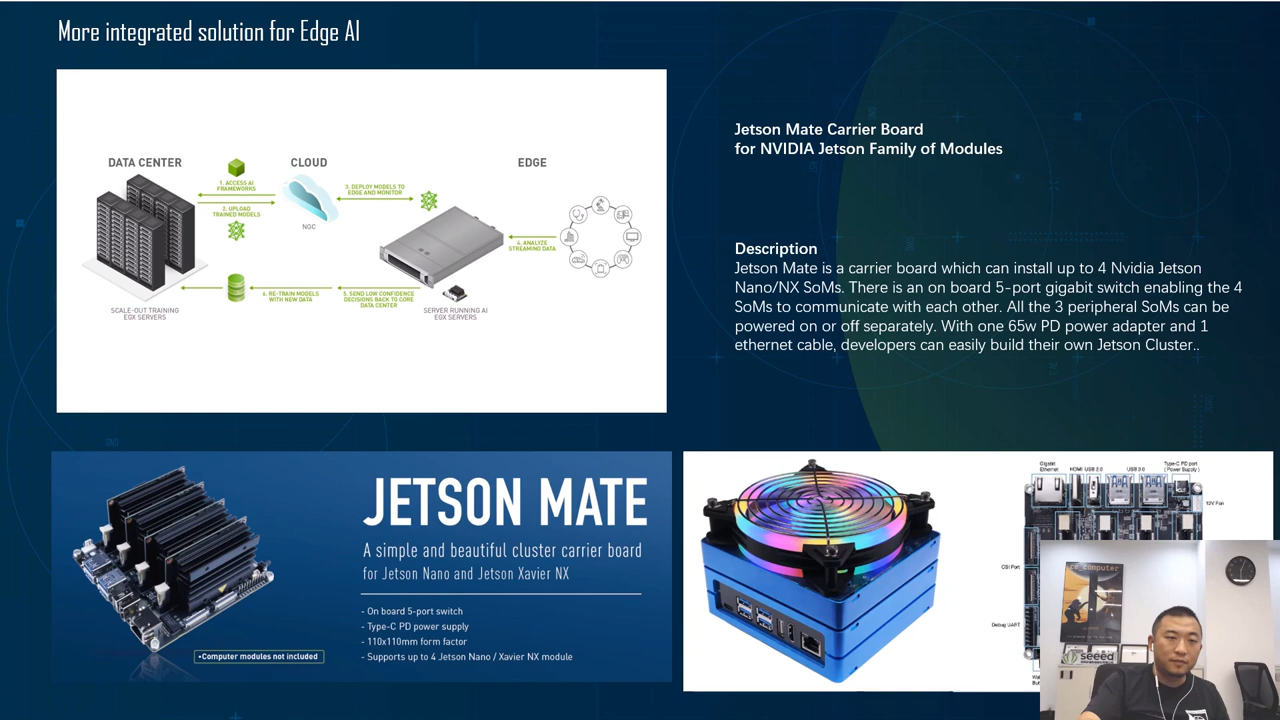 More integrated solution for Edge AI
DATA CENTER
CLOUD
EDGE
1. ACCESS AI
FRAMEWORKS
2. UPLOAD
TRAINED MODELS
NGC
3. DEPLOY MODELS TO
EDGE AND MONITOR
4. ANALYZE
STREAMING DATA
6. RE-TRAIN MODELS
WITH NEW DATA
5. SEND LOW CONFIDENCE
DECISIONS BACK TO CORE
DATA CENTER
SCALE-OUT TRAINING
EGX SERVERS
SERVER RUNNING AI
EGX SERVERS
Jetson Mate Carrier Board
for NVIDIA Jetson Family of Modules
Description
Jetson Mate is a carrier board which can install up to 4 Nvidia Jetson
Nano/NX SoMs. There is an on board 5-port gigabit switch enabling the 4
SoMs to communicate with each other. All the 3 peripheral SoMs can be
powered on or off separately. With one 65w PD power adapter and 1
ethernet cable, developers can easily build their own Jetson Cluster..
JETSON MATE
A simple and beautiful cluster carrier board
for Jetson Nano and Jetson Xavier NX
- On board 5-port switch
- Type-C PD power supply
- 110x110mm form factor
- Supports up to 4 Jetson Nano / Xavier NX module
•Computer modules not included
Gigabit
Ethernet
HDMI
USB 2.0
USB 3.0
Type-C PD port
( Power Supply )
12V Fan
CSI Port
Debug UART
seeed